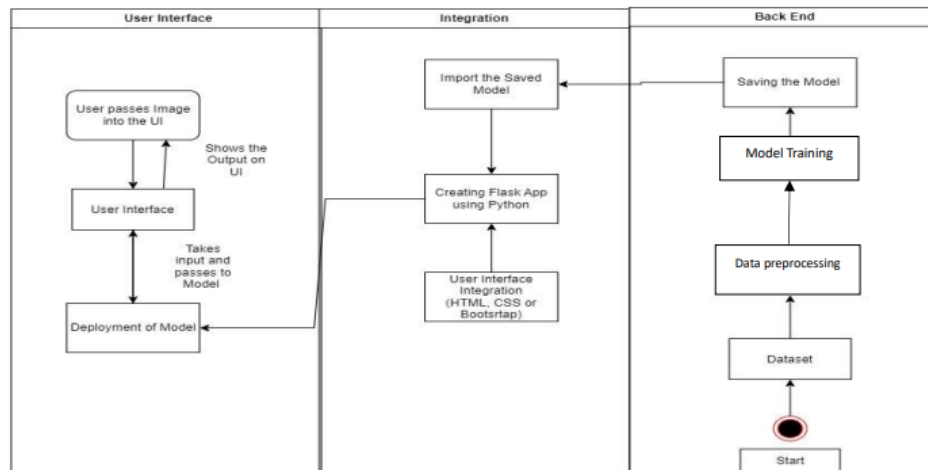 User Interface
Integration
Back End
User passes Image
into the UI
Shows the
Output on
UI
User Interface
Takes
input and
passes to
Model
Deployment of Model
Import the Saved
Model
Creating Flask App
using Python
User Interface
Integration
(HTML, CSS or
Bootsrtap)
Saving the Model
Model Training
Data preprocessing
Dataset
Start